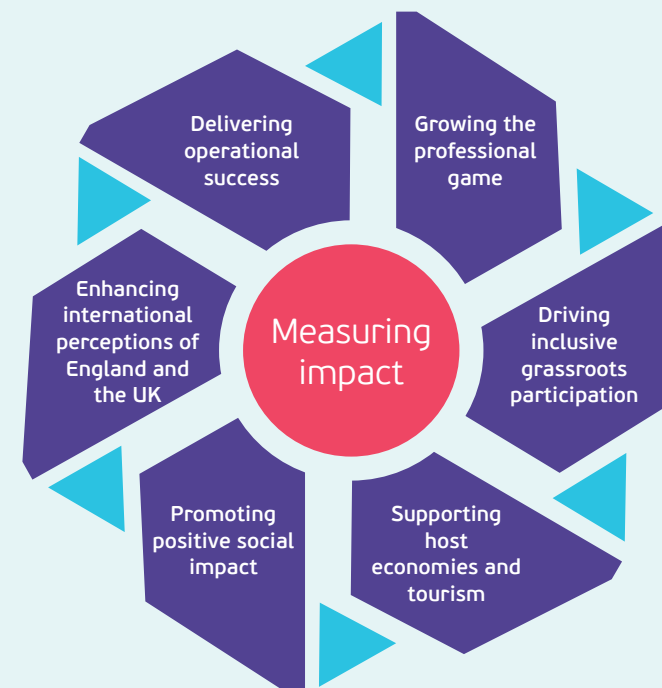 Delivering
operational
success
Growing the
professional
game
Enhancing
international
perceptions of
England and
the UK
Measuring
impact
Driving
inclusive
grassroots
participation
Promoting
positive social
impact
Supporting
host
economies and
tourism